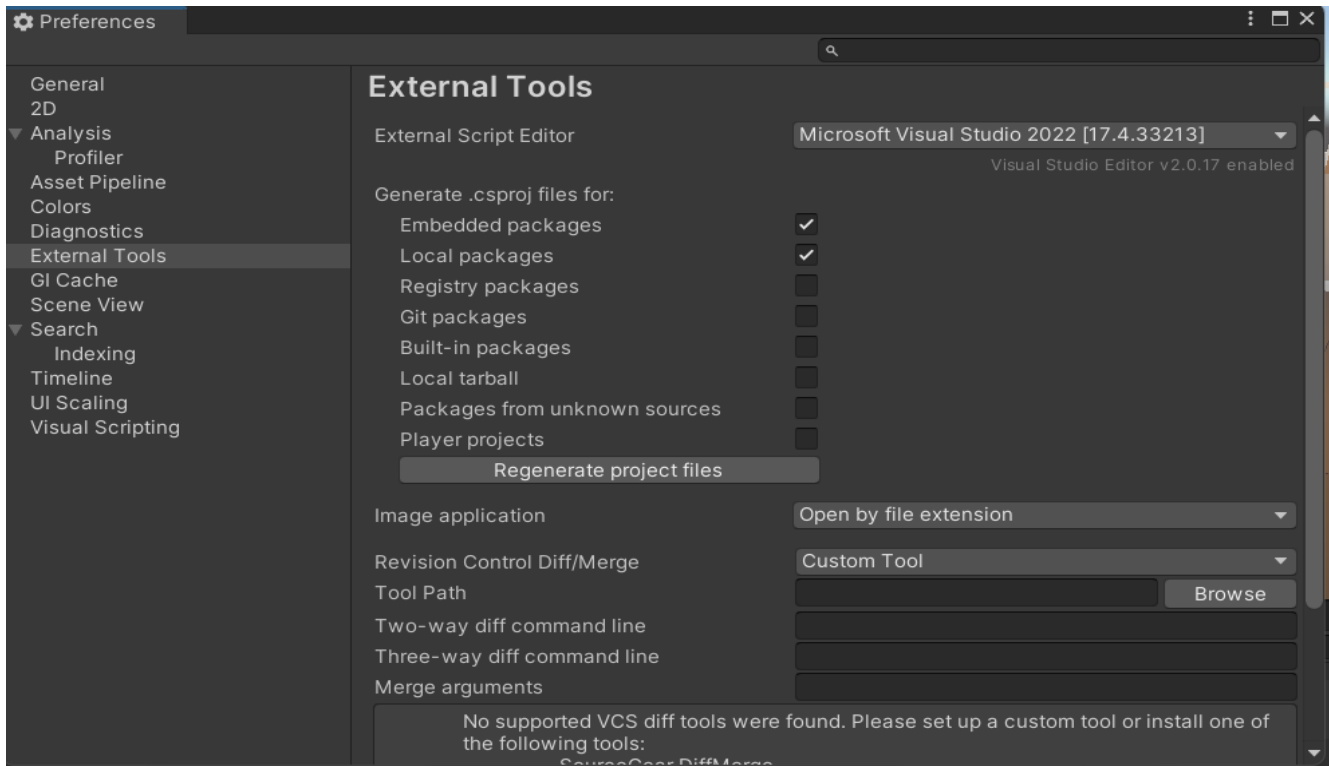 Preferences
General
2D
Analysis
Profiler
Asset Pipeline
Colors
Diagnostics
External Tools
GI Cache
Scene View
Search
Indexing
Timeline
UI Scaling
Visual Scripting
External Tools
External Script Editor Microsoft Visual Studio 2022 [17.4.33213]
Visual Studio Editor v2.0.17 enabled
Generate .csproj files for:
Embedded packages
Local packages
Registry packages
Git packages
Built-in packages
Local tarball
Packages from unknown sources
Player projects
Regenerate project files
Image application Open by file extension
Revision Control Diff/Merge Custom Tool
Tool Path Browse
Two-way diff command line
Three-way diff command line
Merge arguments
No supported VCS diff tools were found. Please set up a custom tool or install one of
the following tools:
SourceGear DiffMerge